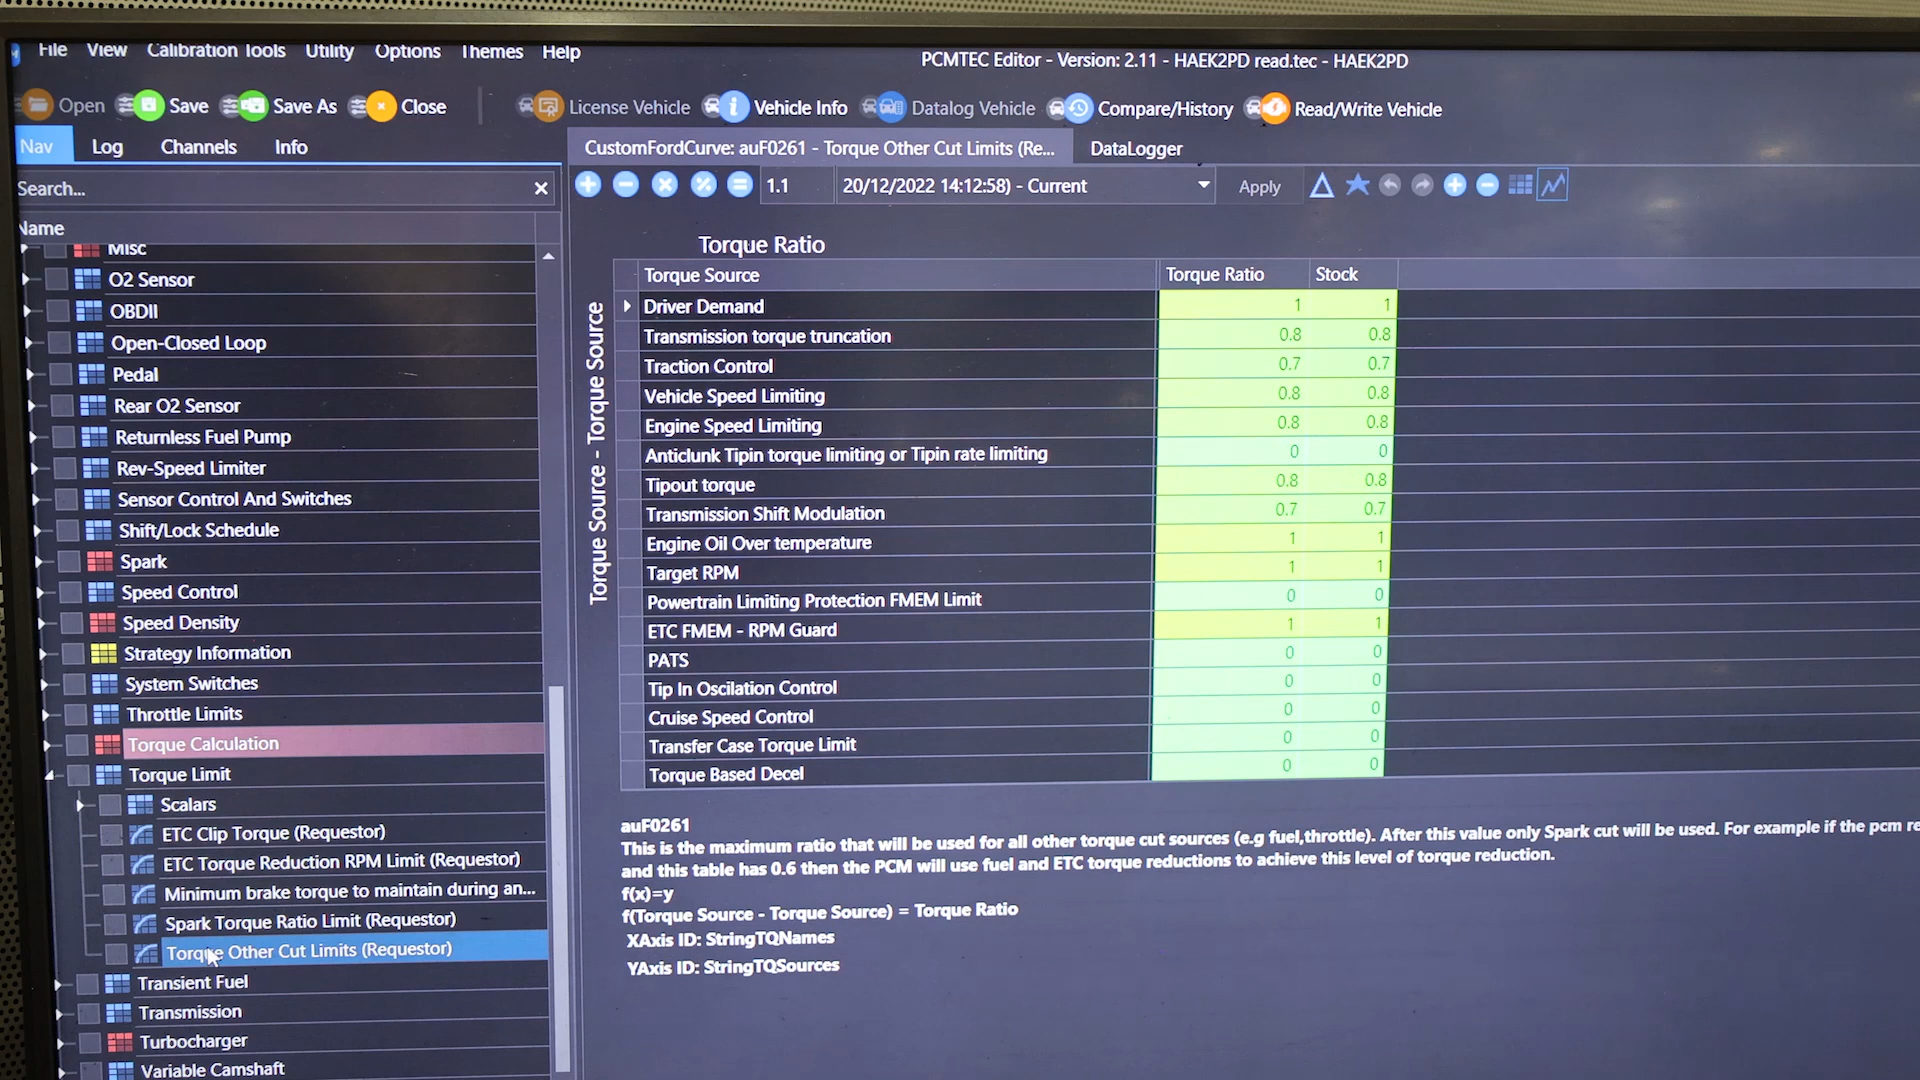 File View Calibration Tools Utility Options Themes Help
PCMTEC Editor - Version: 2.11 - HAEK2PD read.tec - HAEK2PD
Open Save Save As Close License Vehicle Vehicle Info Datalog Vehicle Compare/History Read/Write Vehicle
Nav Log Channels Info
CustomFordCurve: auF0261 - Torque Other Cut Limits (Re... DataLogger
Search...
1.1 20/12/2022 14:12:58) - Current Apply
Name
Misc
O2 Sensor
OBDII
Open-Closed Loop
Pedal
Rear O2 Sensor
Returnless Fuel Pump
Rev-Speed Limiter
Sensor Control And Switches
Shift/Lock Schedule
Spark
Speed Control
Speed Density
Strategy Information
System Switches
Throttle Limits
Torque Calculation
Torque Limit
Scalars
ETC Clip Torque (Requestor)
ETC Torque Reduction RPM Limit (Requestor)
Minimum brake torque to maintain during an...
Spark Torque Ratio Limit (Requestor)
Torque Other Cut Limits (Requestor)
Transient Fuel
Transmission
Turbocharger
Variable Camshaft
Torque Ratio
Torque Source - Torque Source
Torque Source Torque Ratio Stock
Driver Demand 1 1
Transmission torque truncation 0.8 0.8
Traction Control 0.7 0.7
Vehicle Speed Limiting 0.8 0.8
Engine Speed Limiting 0.8 0.8
Anticlunk Tipin torque limiting or Tipin rate limiting 0 0
Tipout torque 0.8 0.8
Transmission Shift Modulation 0.7 0.7
Engine Oil Over temperature 1 1
Target RPM 1 1
Powertrain Limiting Protection FMEM Limit 0 0
ETC FMEM - RPM Guard 1 1
PATS 0 0
Tip In Oscilation Control 0 0
Cruise Speed Control 0 0
Transfer Case Torque Limit 0 0
Torque Based Decel 0 0
auF0261
This is the maximum ratio that will be used for all other torque cut sources (e.g fuel,throttle). After this value only Spark cut will be used. For example if the pcm re
and this table has 0.6 then the PCM will use fuel and ETC torque reductions to achieve this level of torque reduction.
f(x)=y
f(Torque Source - Torque Source) = Torque Ratio
XAxis ID: StringTQNames
YAxis ID: StringTQSources